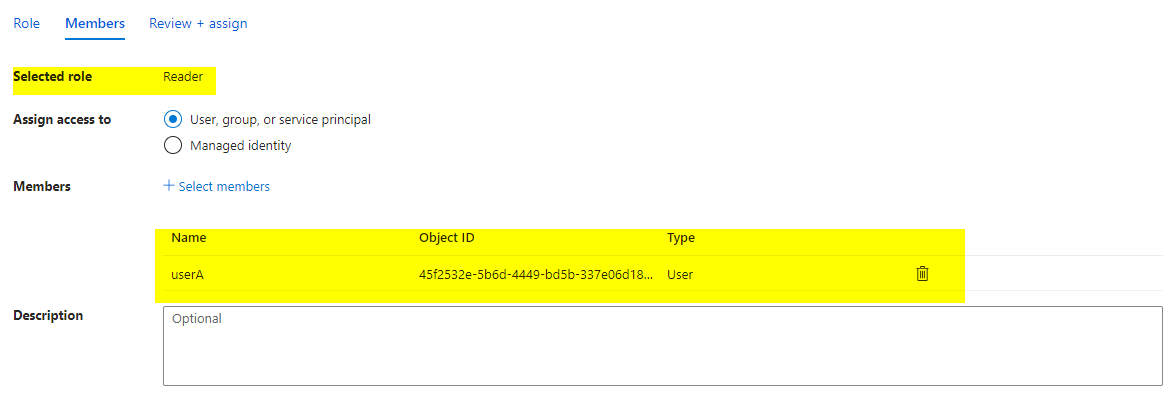 Role Members Review + assign
Selected role Reader
Assign access to User, group, or service principal
Managed identity
Members + Select members
Name Object ID Type
userA 45f2532e-5b6d-4449-bd5b-337e06d18... User
Description Optional